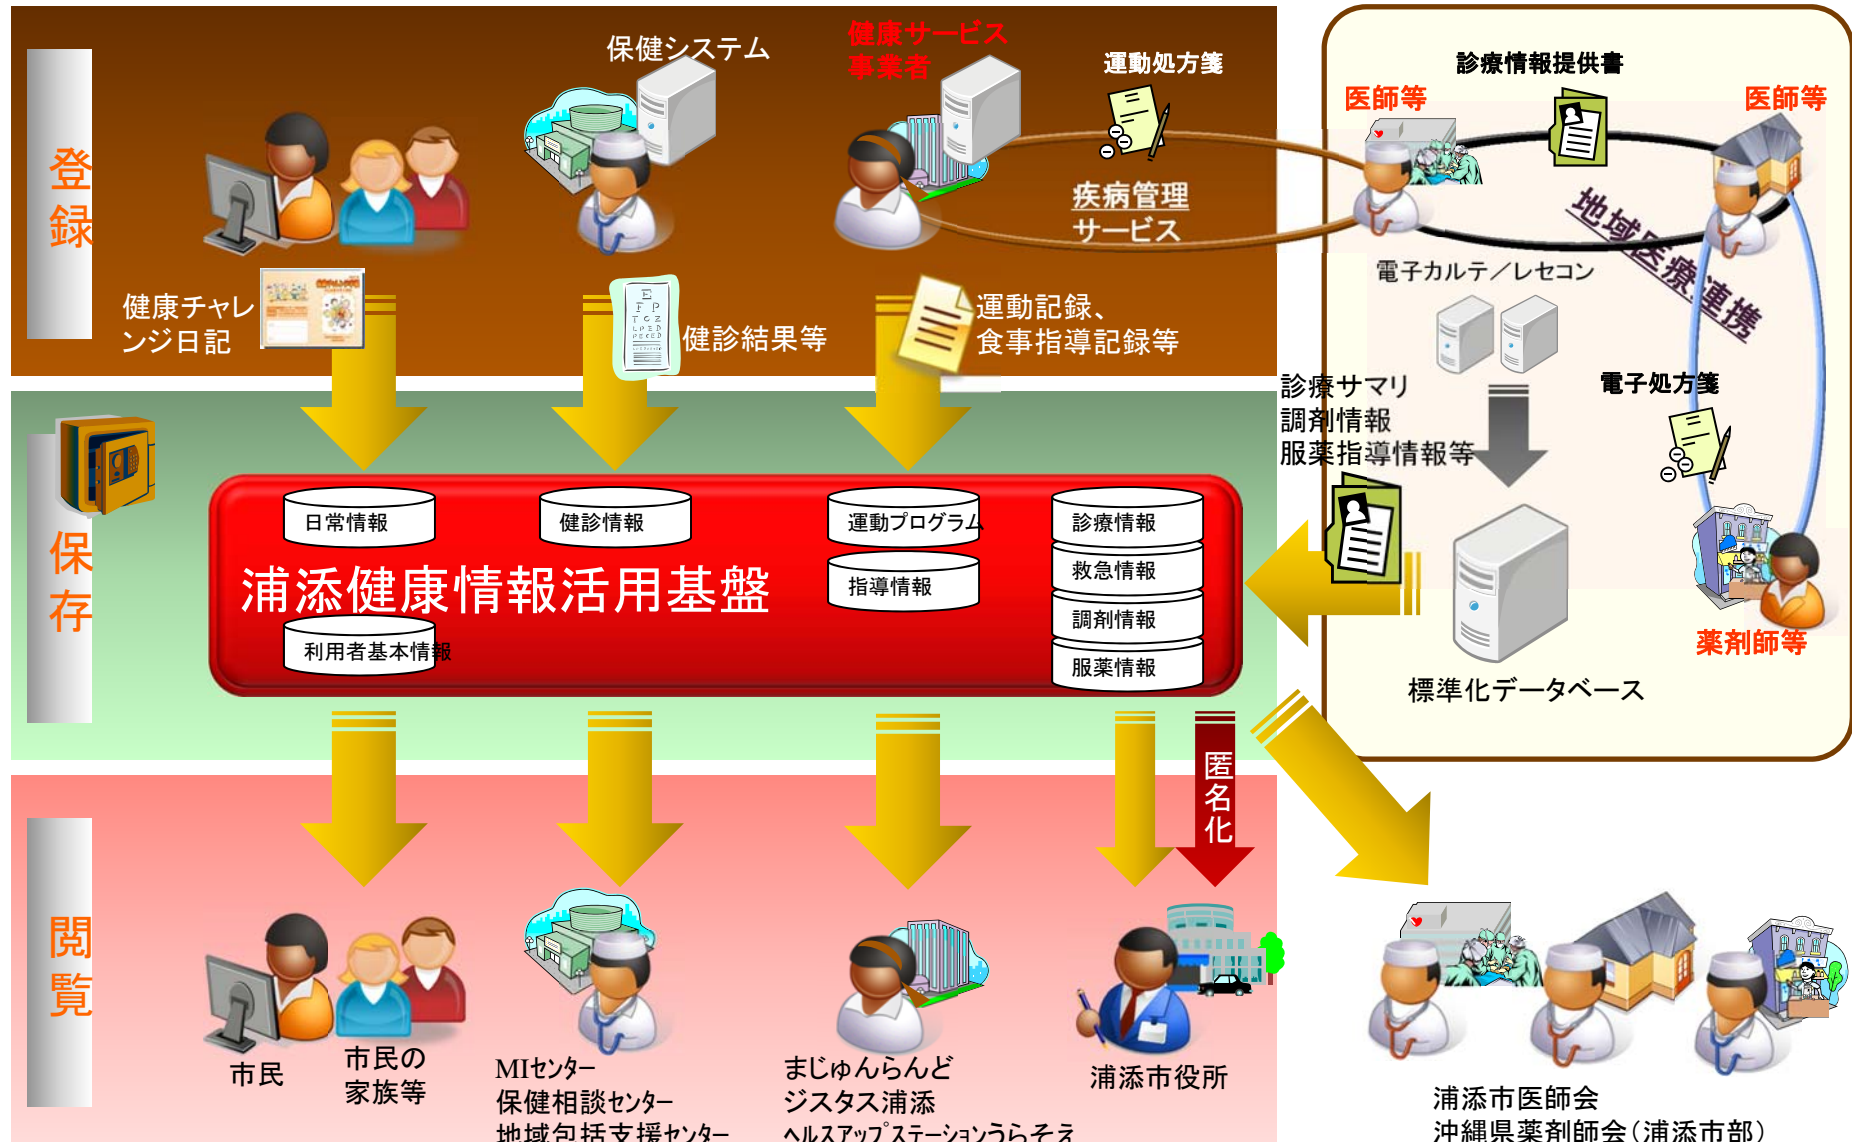 登録
保健システム
健康サービス
事業者
運動処方箋
疾病管理
サービス
健康チャレ
ンジ日記
健診結果等
運動記録、
食事指導記録等
診療情報提供書
医師等
医師等
地域医療連携
電子カルテ／レセコン
電子処方箋
診療サマリ
調剤情報
服薬指導情報等
薬剤師等
標準化データベース
保存
日常情報
健診情報
運動プログラム
診療情報
指導情報
救急情報
浦添健康情報活用基盤
調剤情報
利用者基本情報
服薬情報
匿名化
閲覧
市民
市民の
家族等
MIセンター
保健相談センター
地域包括支援センター
まじゅんらんど
ジスタス浦添
ヘルスアップステーションうらそえ
浦添市役所
浦添市医師会
沖縄県薬剤師会（浦添市部）